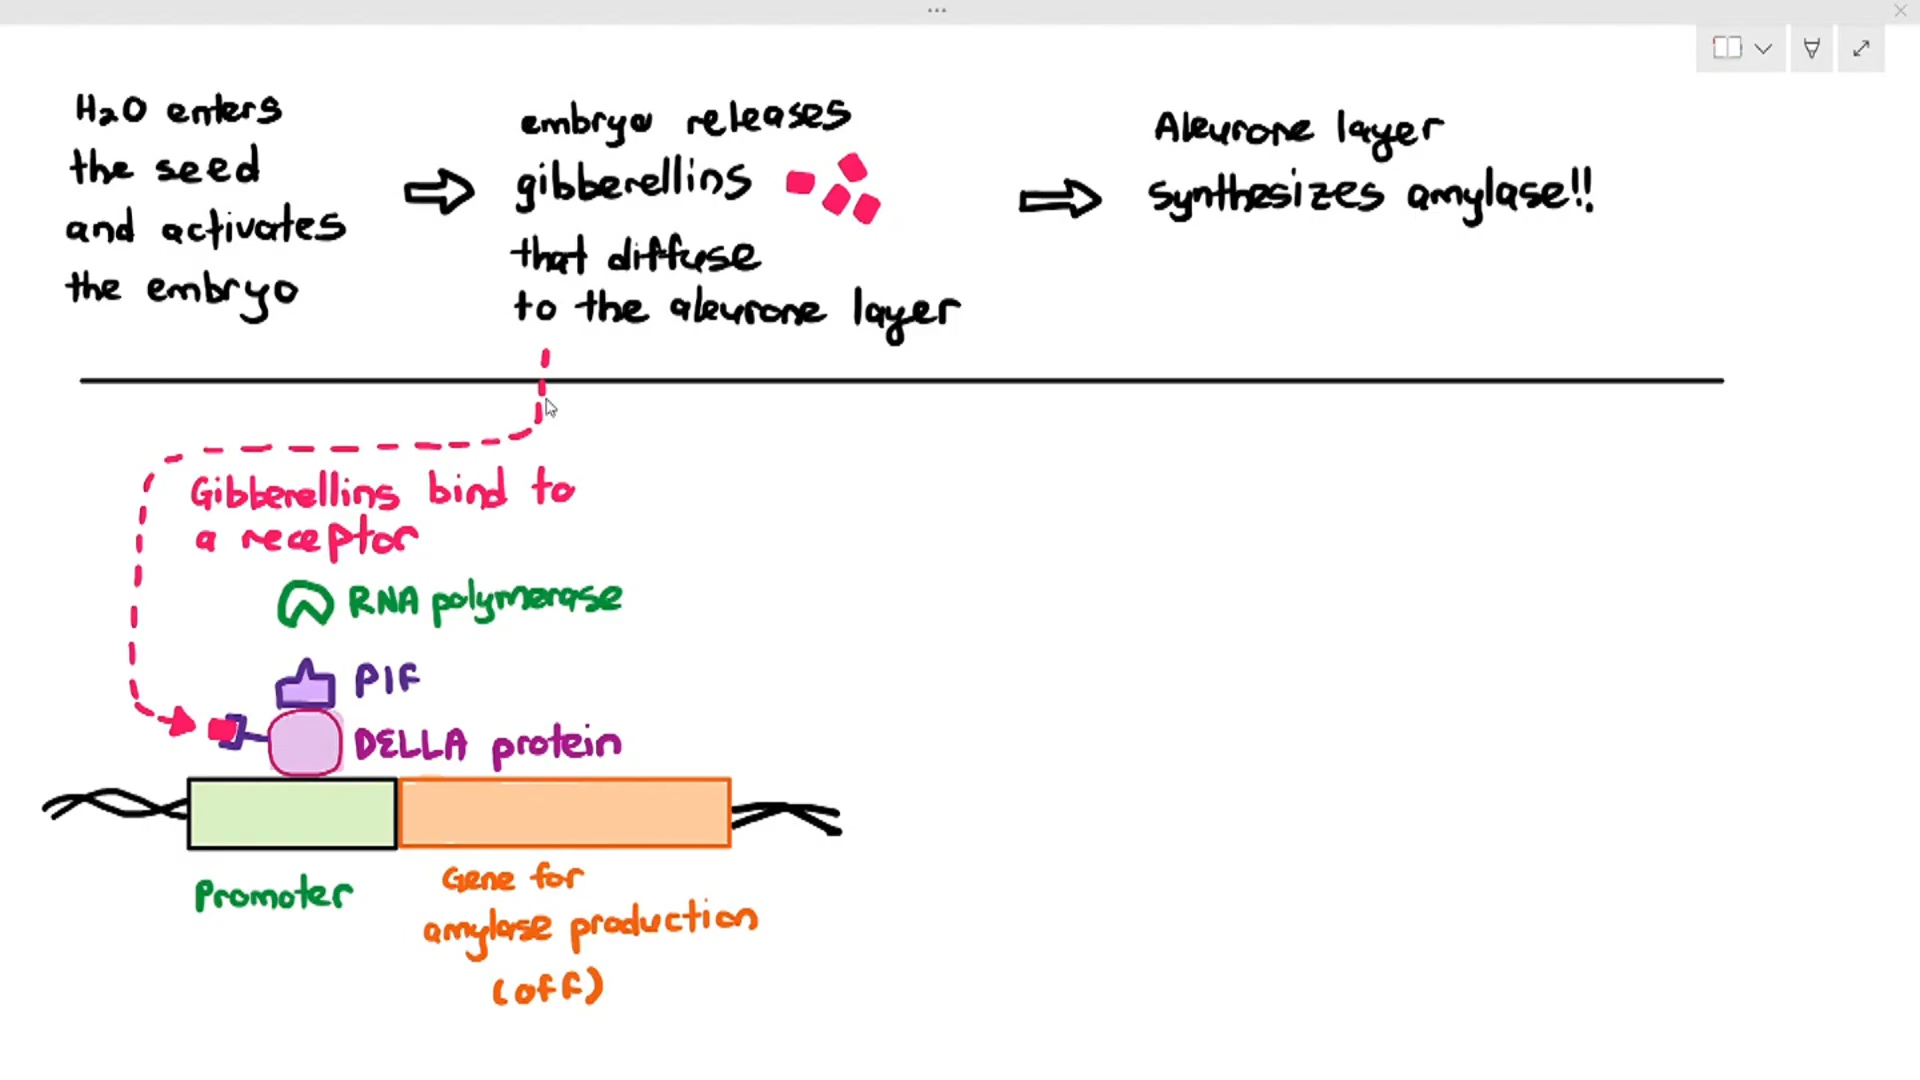 H2O enters
the seed
and activates
the embryo
embryo releases
gibberellins
that diffuse
to the aleurone layer
Aleurone layer
synthesizes amylase!!
Gibberellins bind to
a receptor
RNA polymerase
PIF
DELLA protein
Promoter
Gene for
amylase production
(off)